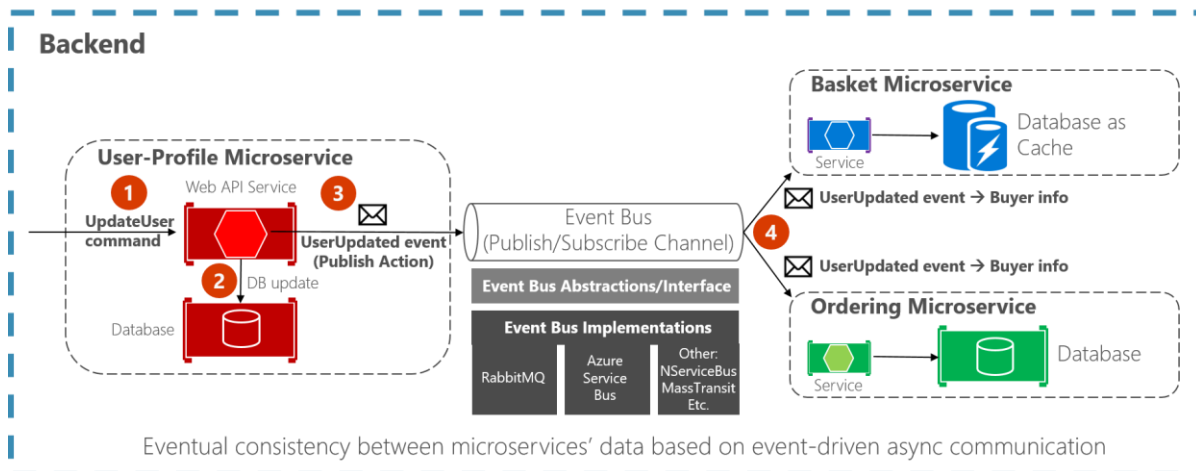 Backend
User-Profile Microservice
Web API Service
1
UpdateUser
command
3
UserUpdated event
(Publish Action)
2
DB update
Database
Event Bus
(Publish/Subscribe Channel)
Event Bus Abstractions/Interface
Event Bus Implementations
RabbitMQ
Azure
Service
Bus
Other:
NServiceBus
MassTransit
Etc.
4
Basket Microservice
Service
Database as
Cache
UserUpdated event → Buyer info
UserUpdated event → Buyer info
Ordering Microservice
Service
Database
Eventual consistency between microservices’ data based on event-driven async communication